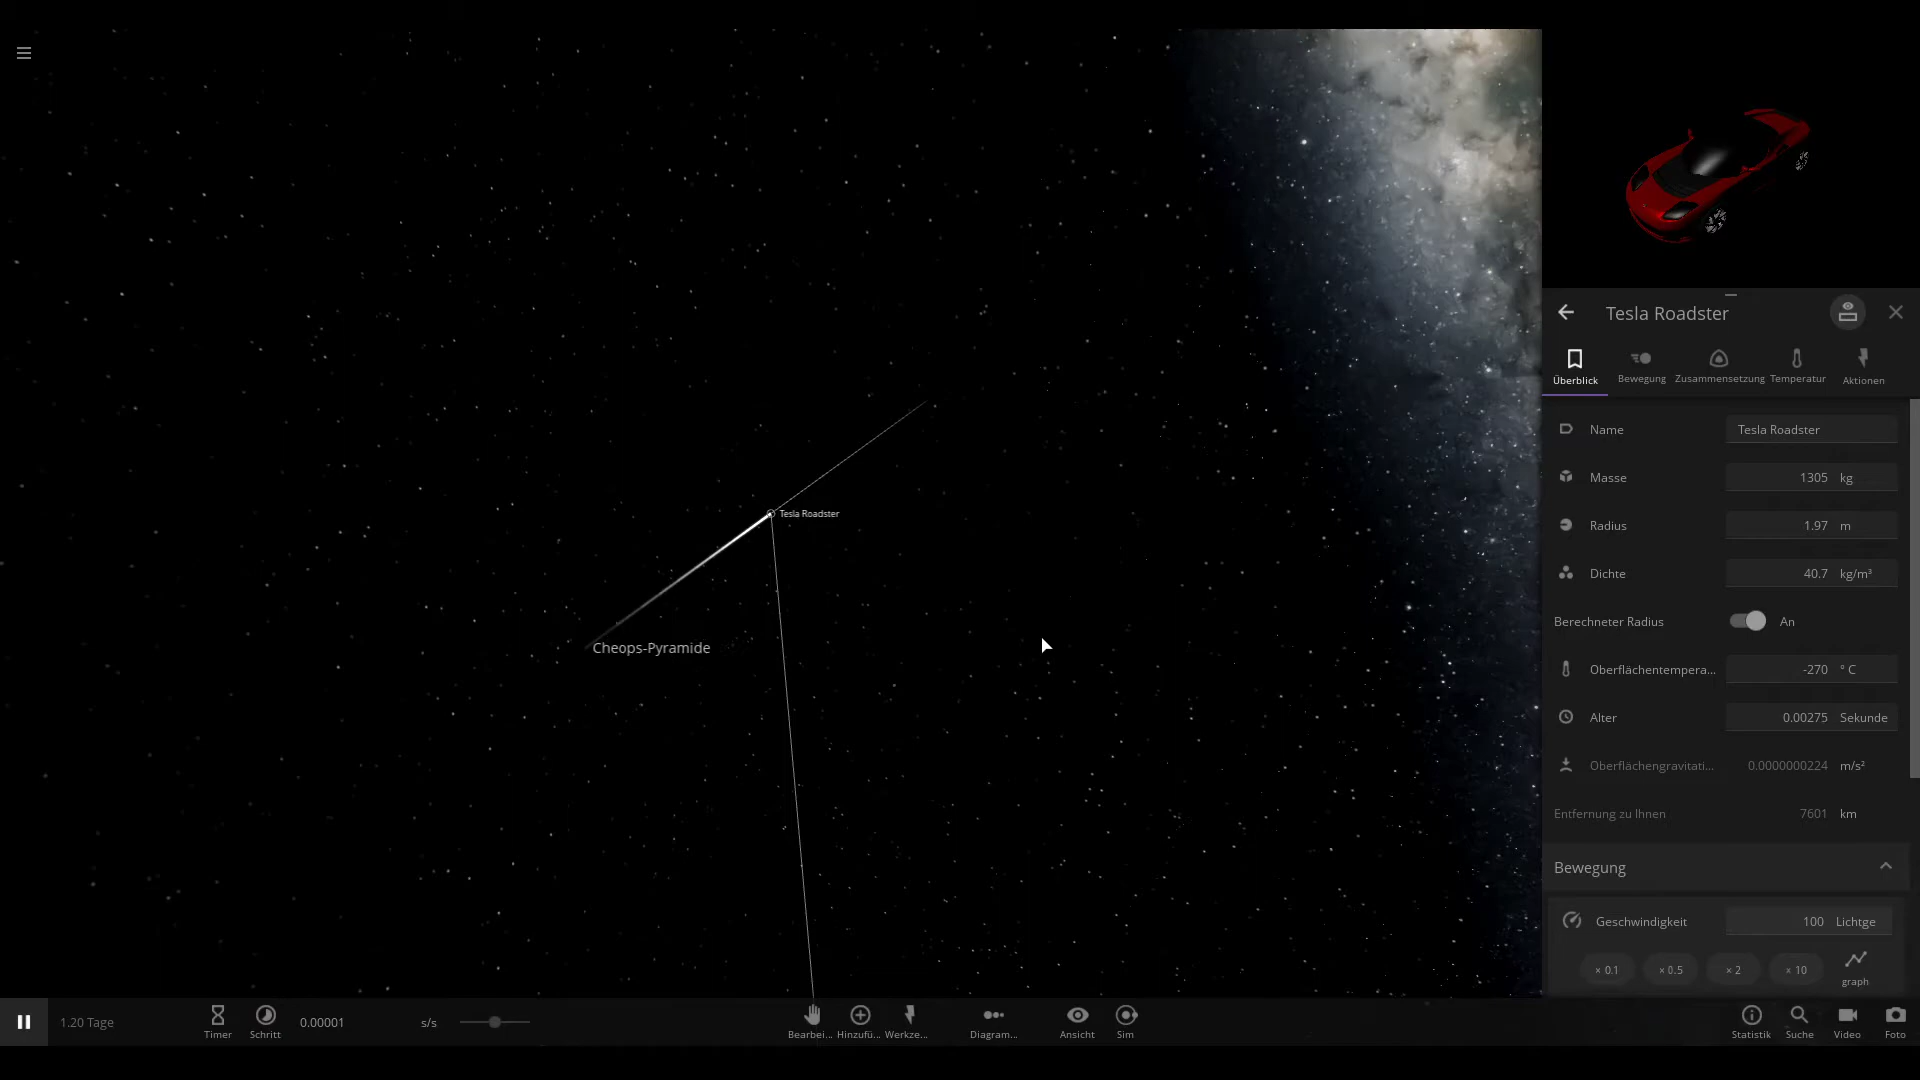 Tesla Roadster
Überblick
Bewegung
Zusammensetzung
Temperatur
Aktionen
Name
Tesla Roadster
Masse
1305 kg
Radius
1.97 m
Dichte
40.7 kg/m³
Berechneter Radius
An
Oberflächentempera...
-270 ° C
Alter
0.00275 Sekunde
Oberflächengravitati...
0.0000000224 m/s²
Entfernung zu Ihnen
7601 km
Bewegung
Geschwindigkeit
100 Lichtge
× 0.1
× 0.5
× 2
× 10
graph
Tesla Roadster
Cheops-Pyramide
1.20 Tage
Timer
Schritt
0.00001 s/s
Bearbei...
Hinzufü...
Werkze...
Diagram...
Ansicht
Sim
Statistik
Suche
Video
Foto